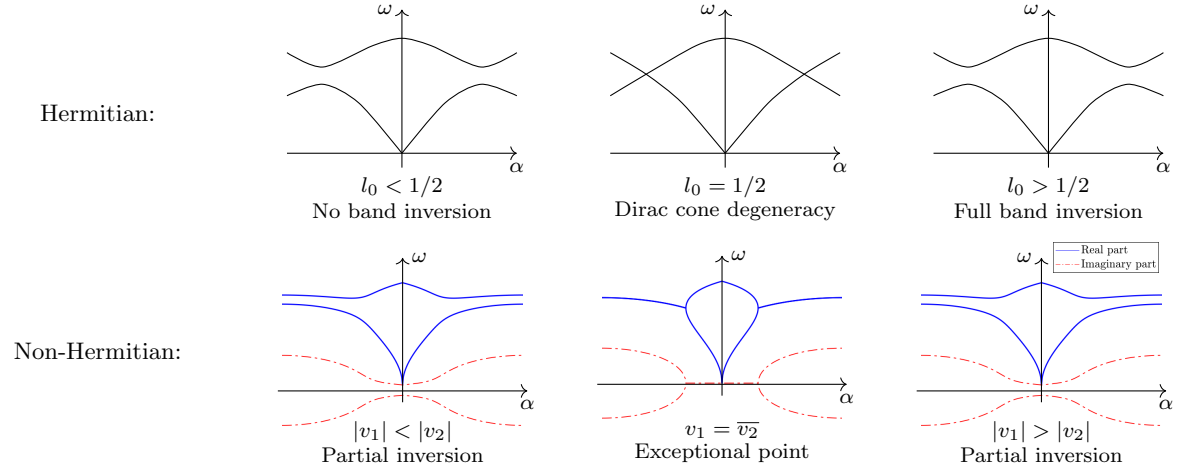 Hermitian:
ω
α
l₀ < 1/2
No band inversion
ω
α
l₀ = 1/2
Dirac cone degeneracy
ω
α
l₀ > 1/2
Full band inversion
Non-Hermitian:
ω
α
|v₁| < |v₂|
Partial inversion
ω
α
v₁ = v̅₂
Exceptional point
Real part
Imaginary part
ω
α
|v₁| > |v₂|
Partial inversion